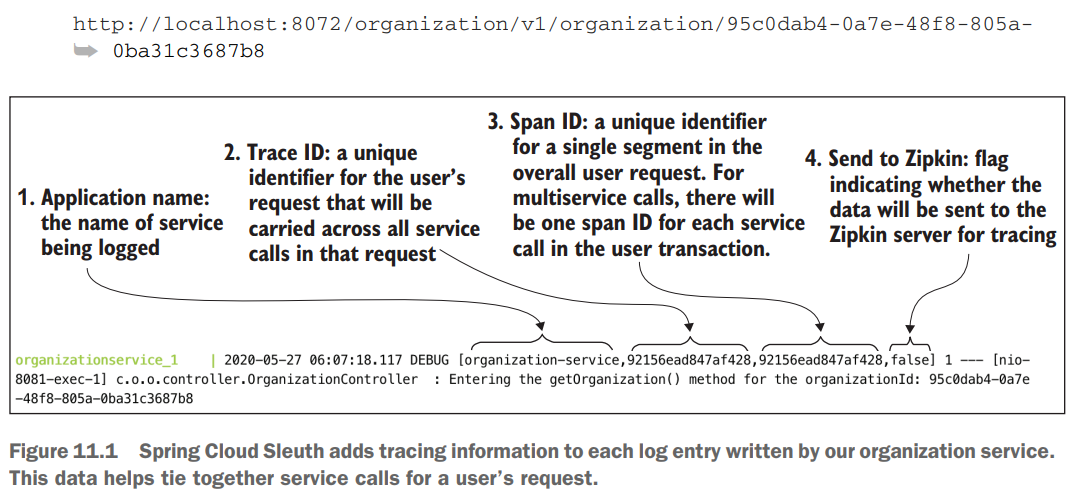 http://localhost:8072/organization/v1/organization/95c0dab4-0a7e-48f8-805a-
➥ 0ba31c3687b8
1. Application name:
the name of service
being logged
2. Trace ID: a unique
identifier for the user's
request that will be
carried across all service
calls in that request
3. Span ID: a unique identifier
for a single segment in the
overall user request. For
multiservice calls, there will
be one span ID for each service
call in the user transaction.
4. Send to Zipkin: flag
indicating whether the
data will be sent to the
Zipkin server for tracing
organizationservice_1 | 2020-05-27 06:07:18.117 DEBUG [organization-service,92156ead847af428,92156ead847af428,false] 1 --- [nio-
8081-exec-1] c.o.o.controller.OrganizationController : Entering the getOrganization() method for the organizationId: 95c0dab4-0a7e
-48f8-805a-0ba31c3687b8
Figure 11.1 Spring Cloud Sleuth adds tracing information to each log entry written by our organization service.
This data helps tie together service calls for a user's request.